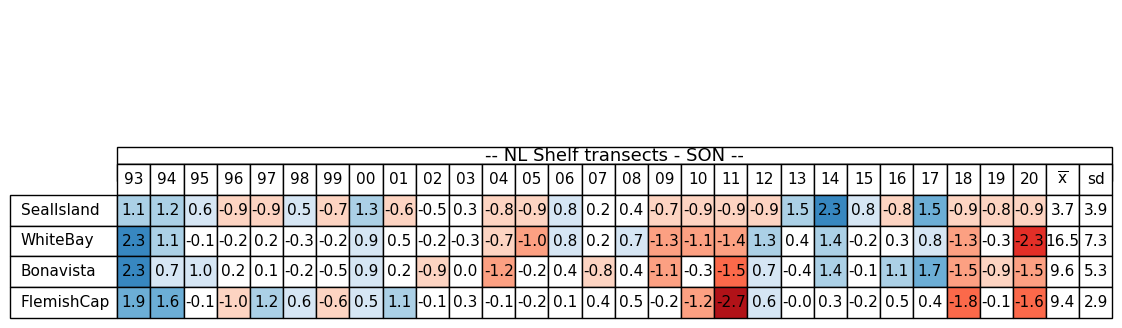 -- NL Shelf transects - SON --
93 94 95 96 97 98 99 00 01 02 03 04 05 06 07 08 09 10 11 12 13 14 15 16 17 18 19 20 x̅ sd
SealIsland 1.1 1.2 0.6 -0.9 -0.9 0.5 -0.7 1.3 -0.6 -0.5 0.3 -0.8 -0.9 0.8 0.2 0.4 -0.7 -0.9 -0.9 -0.9 1.5 2.3 0.8 -0.8 1.5 -0.9 -0.8 -0.9 3.7 3.9
WhiteBay 2.3 1.1 -0.1 -0.2 0.2 -0.3 -0.2 0.9 0.5 -0.2 -0.3 -0.7 -1.0 0.8 0.2 0.7 -1.3 -1.1 -1.4 1.3 0.4 1.4 -0.2 0.3 0.8 -1.3 -0.3 -2.3 16.5 7.3
Bonavista 2.3 0.7 1.0 0.2 0.1 -0.2 -0.5 0.9 0.2 -0.9 0.0 -1.2 -0.2 0.4 -0.8 0.4 -1.1 -0.3 -1.5 0.7 -0.4 1.4 -0.1 1.1 1.7 -1.5 -0.9 -1.5 9.6 5.3
FlemishCap 1.9 1.6 -0.1 -1.0 1.2 0.6 -0.6 0.5 1.1 -0.1 0.3 -0.1 -0.2 0.1 0.4 0.5 -0.2 -1.2 -2.7 0.6 -0.0 0.3 -0.2 0.5 0.4 -1.8 -0.1 -1.6 9.4 2.9